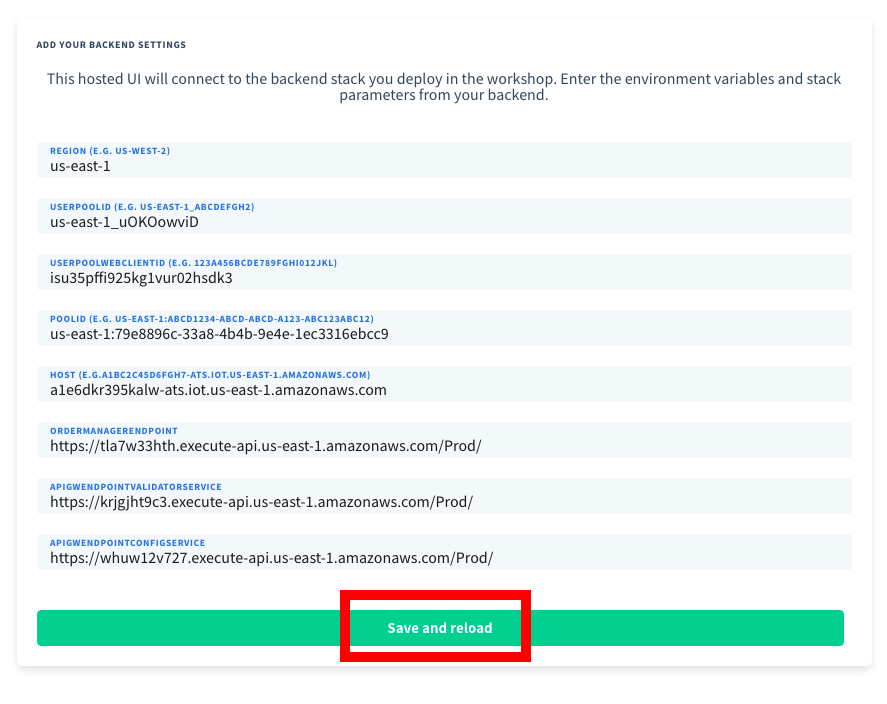 ADD YOUR BACKEND SETTINGS
This hosted UI will connect to the backend stack you deploy in the workshop. Enter the environment variables and stack
parameters from your backend.
REGION (E.G. US-WEST-2)
us-east-1
USERPOOLID (E.G. US-EAST-1_ABCDEFGH2)
us-east-1_uOKOowviD
USERPOOLWEBCLIENTID (E.G. 123A456BCDE789FGHI012JKL)
isu35pffi925kg1vur02hsdk3
POOLID (E.G. US-EAST-1:ABCD1234-ABCD-ABCD-A123-ABC123ABC12)
us-east-1:79e8896c-33a8-4b4b-9e4e-1ec3316ebcc9
HOST (E.G.A1BC2C45D6FGH7-ATS.IOT.US-EAST-1.AMAZONAWS.COM)
a1e6dkr395kalw-ats.iot.us-east-1.amazonaws.com
ORDERMANAGERENDPOINT
https://tla7w33hth.execute-api.us-east-1.amazonaws.com/Prod/
APIGWENDPOINTVALIDATORSERVICE
https://krjgjht9c3.execute-api.us-east-1.amazonaws.com/Prod/
APIGWENDPOINTCONFIGSERVICE
https://whuw12v727.execute-api.us-east-1.amazonaws.com/Prod/
Save and reload